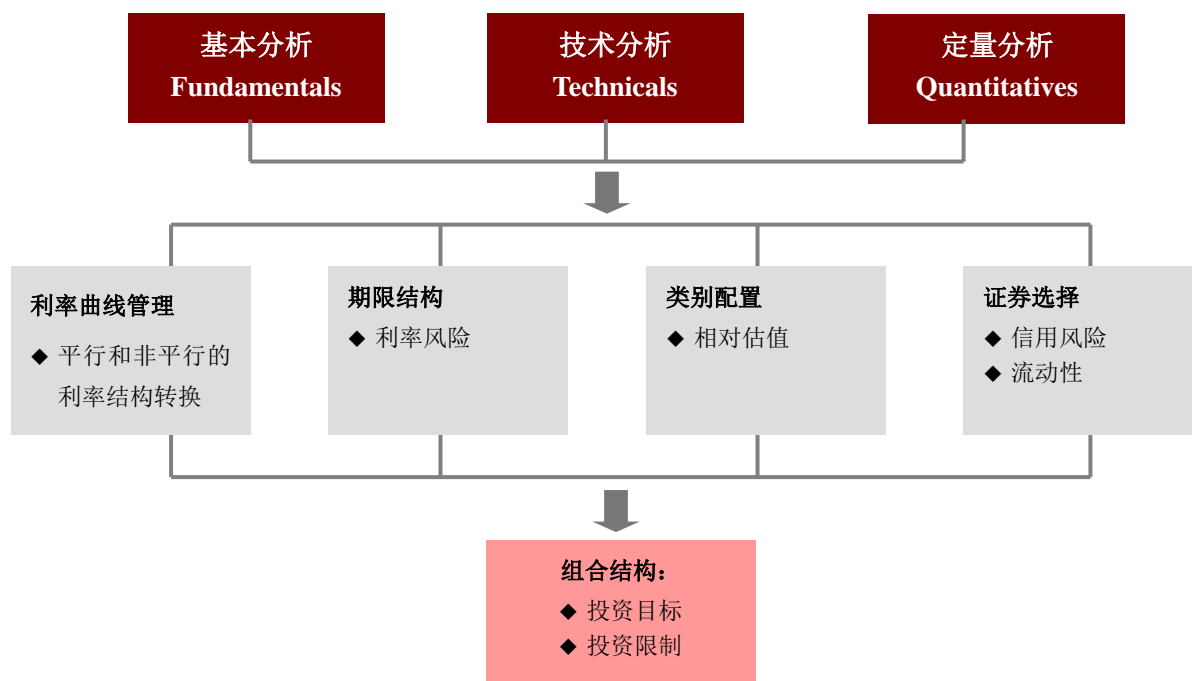 基本分析
Fundamentals
技术分析
Technicals
定量分析
Quantitatives
利率曲线管理
◆ 平行和非平行的
利率结构转换
期限结构
◆ 利率风险
类别配置
◆ 相对估值
证券选择
◆ 信用风险
◆ 流动性
组合结构：
◆ 投资目标
◆ 投资限制